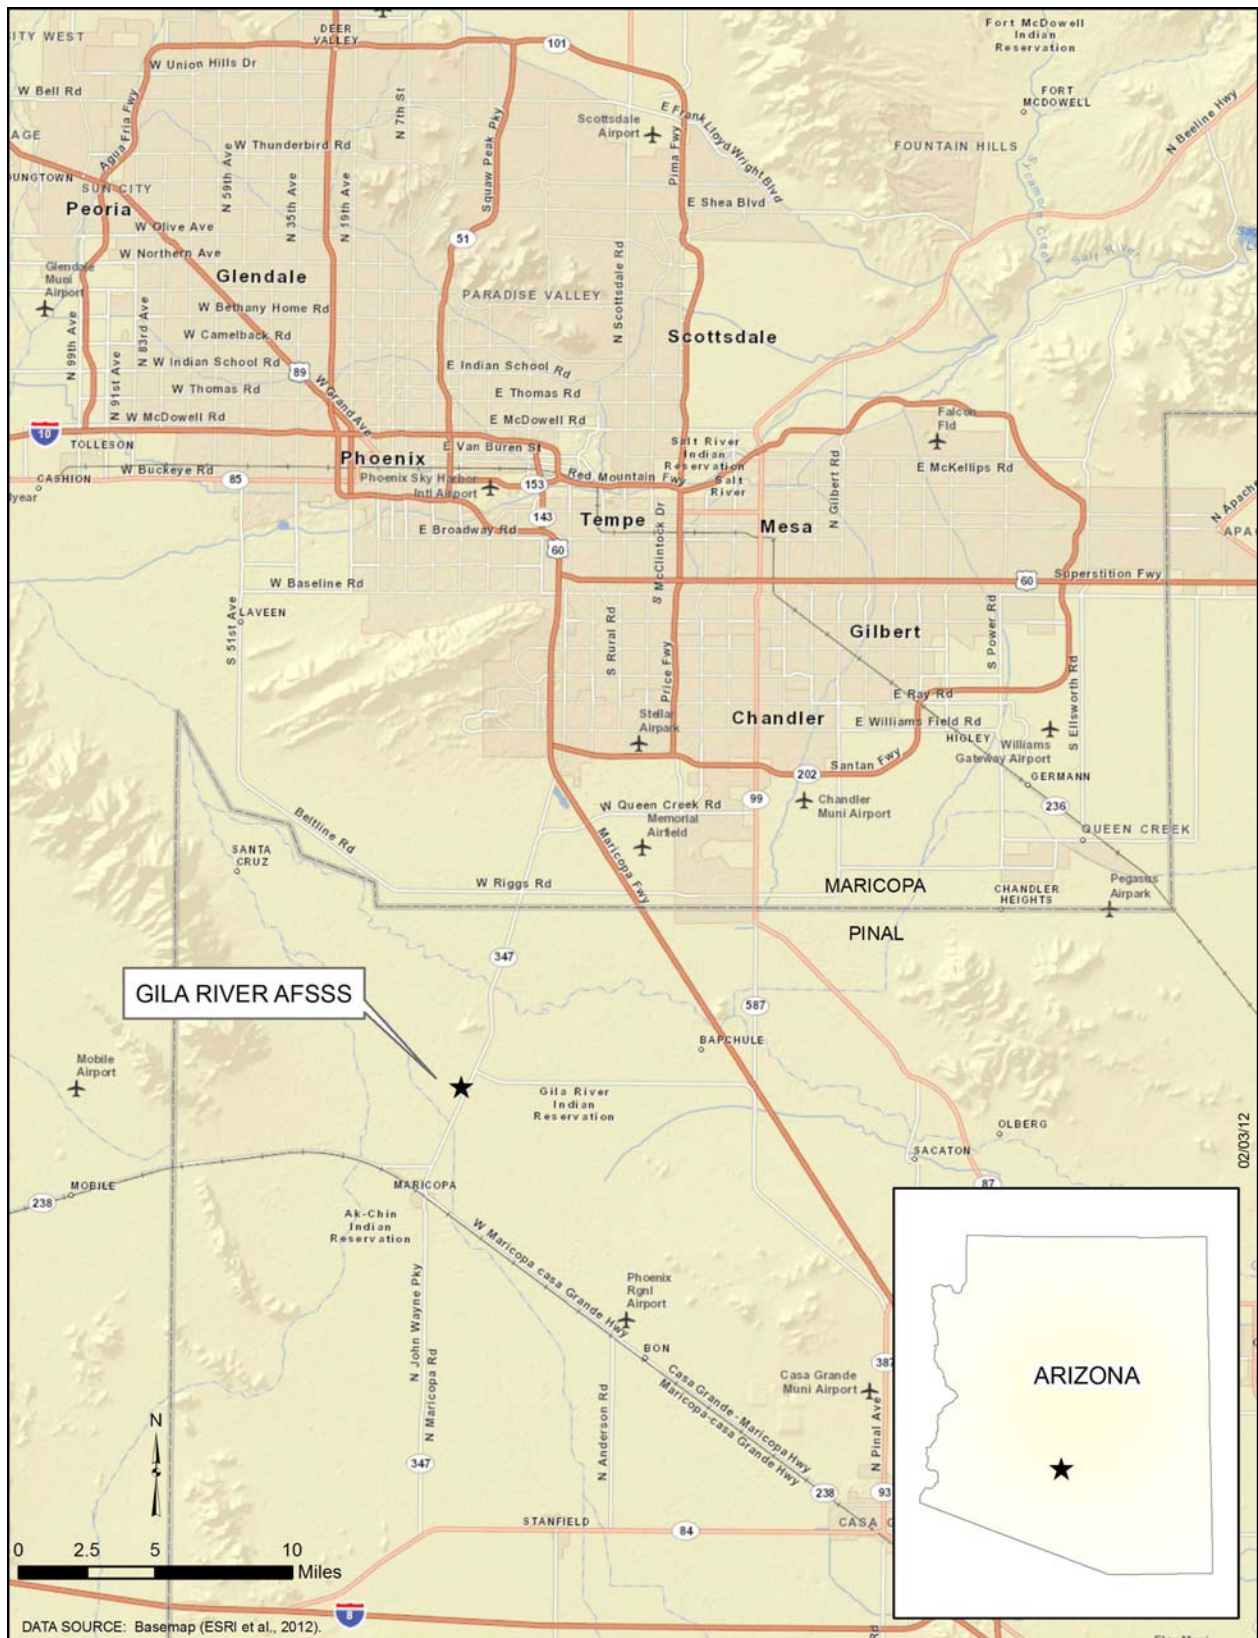 CITY WEST
DEER
VALLEY
101
Fort McDowell
Indian
Reservation
W Union Hills Dr
W Bell Rd
N 7th St
Squaw Peak Pky
Agua Fria Fwy
Scottsdale
Airport
E Frank Lloyd Wright Blvd
FORT
MCDOWELL
N Beeline Hwy
W Thunderbird Rd
Pima Fwy
FOUNTAIN HILLS
SUN CITY
N 59th Ave
N 35th Ave
N 19th Ave
Sycamore Creek
Peoria
E Shea Blvd
W Olive Ave
51
W Northern Ave
N Scottsdale Rd
Salt River
Glendale
Muni
Airport
Glendale
PARADISE VALLEY
N 99th Ave
N 91st Ave
N 83rd Ave
W Bethany Home Rd
W Camelback Rd
Scottsdale
W Indian School Rd
89
W Grand Ave
E Indian School Rd
W Thomas Rd
E Thomas Rd
W McDowell Rd
E McDowell Rd
Falcon
Fld
10
TOLLESON
E Van Buren St
Salt River
Indian
Reservation
Salt
River
Phoenix
N Gilbert Rd
E McKellips Rd
CASHION
W Buckeye Rd
85
Phoenix Sky Harbor
Intl Airport
153
Red Mountain Fwy
N Apache
143
Tempe
S McClintock Dr
Mesa
E Broadway Rd
60
W Baseline Rd
60
Superstition Fwy
S 51st Ave
LAVEEN
S Rural Rd
Price Fwy
Gilbert
S Power Rd
S Ellsworth Rd
E Ray Rd
Stellar
Airpark
Chandler
E Williams Field Rd
HIGLEY
Williams
Gateway Airport
Santan Fwy
202
GERMANN
W Queen Creek Rd
99
Chandler
Muni Airport
236
Memorial
Airfield
QUEEN CREEK
Beltline Rd
Maricopa Fwy
SANTA
CRUZ
W Riggs Rd
MARICOPA
CHANDLER
HEIGHTS
Pegasus
Airpark
PINAL
347
GILA RIVER AFSSS
587
BAPCHULE
Mobile
Airport
Gila River
Indian
Reservation
OLBERG
02/03/12
SACATON
87
238
MOBILE
MARICOPA
Ak-Chin
Indian
Reservation
W Maricopa casa Grande Hwy
N John Wayne Pky
N Maricopa Rd
Phoenix
Rgnl
Airport
BON
387
Casa Grande
Muni Airport
Casa Grande - Maricopa Hwy
Maricopa-casa Grande Hwy
N Anderson Rd
N Pinal Ave
ARIZONA
N
347
238
93
STANFIELD
84
0 2.5 5 10
Miles
8
DATA SOURCE: Basemap (ESRI et al., 2012).